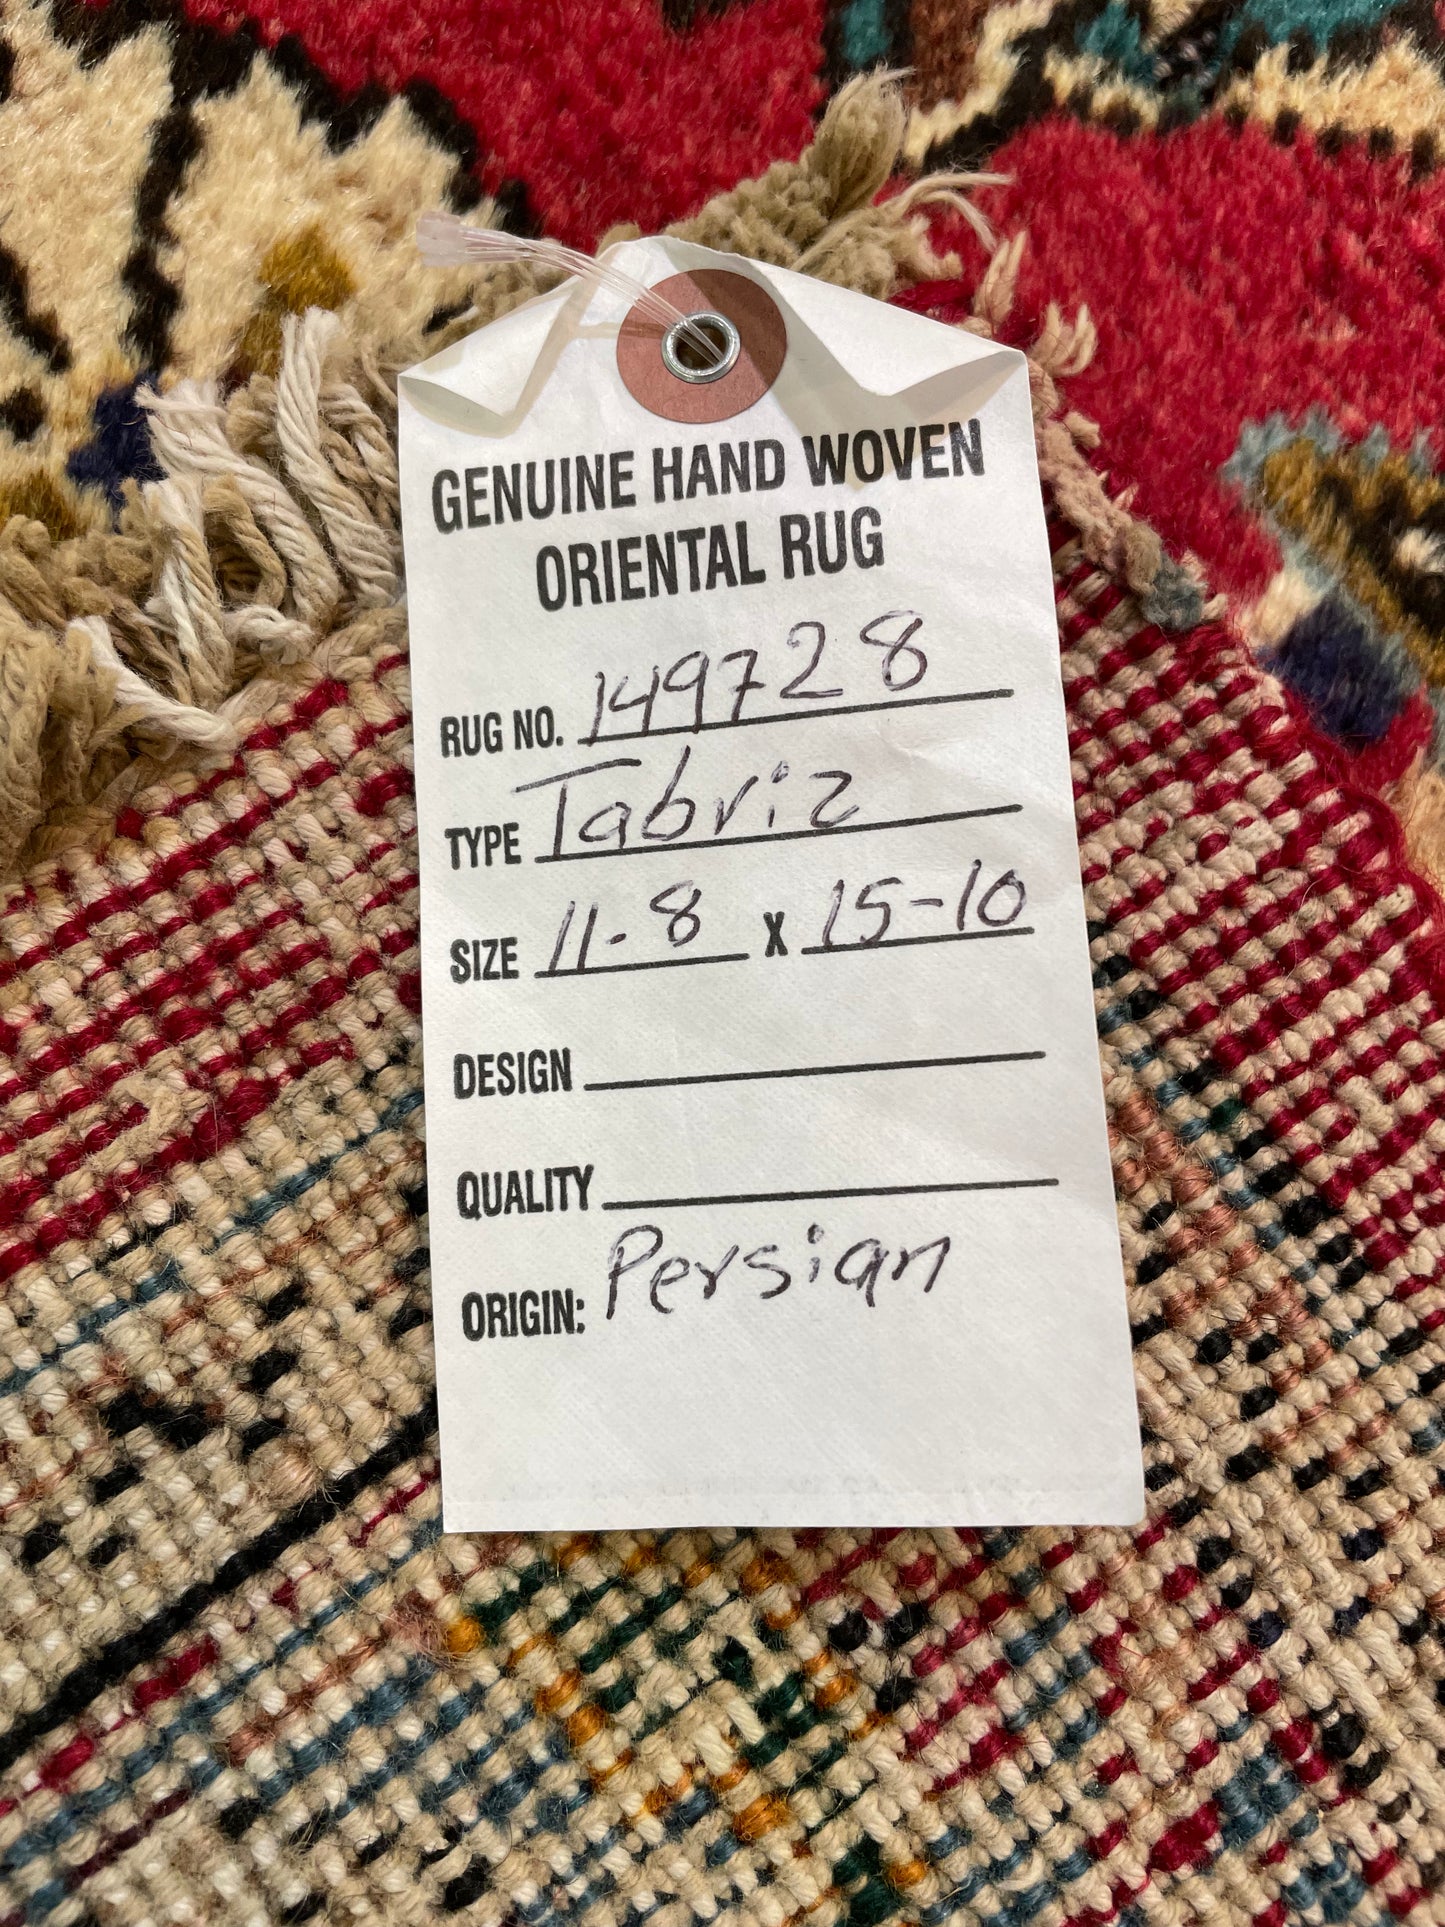 GENUINE HAND WOVEN
ORIENTAL RUG
RUG NO. 149728
TYPE Tabriz
SIZE 11-8 X 15-10
DESIGN
QUALITY
ORIGIN: Persian